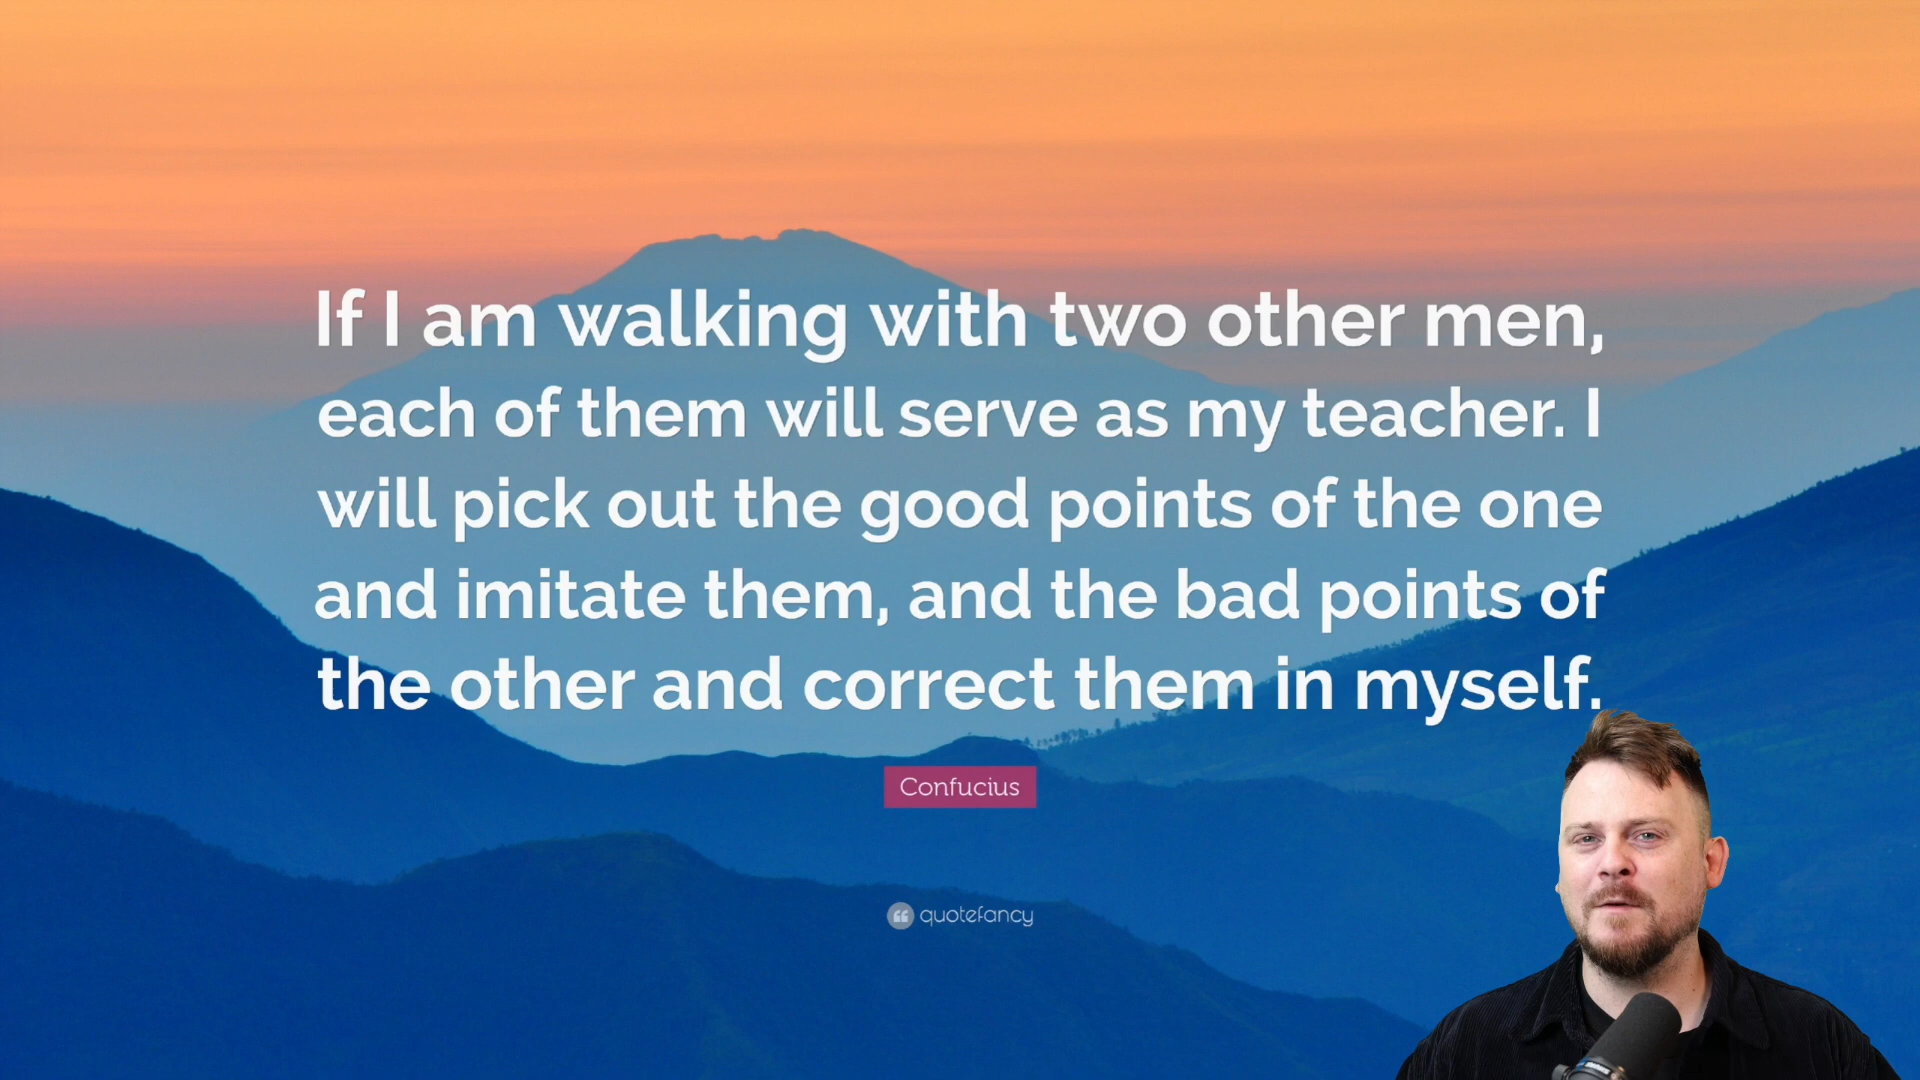 If I am walking with two other men,
each of them will serve as my teacher. I
will pick out the good points of the one
and imitate them, and the bad points of
the other and correct them in myself.
Confucius
quotefancy